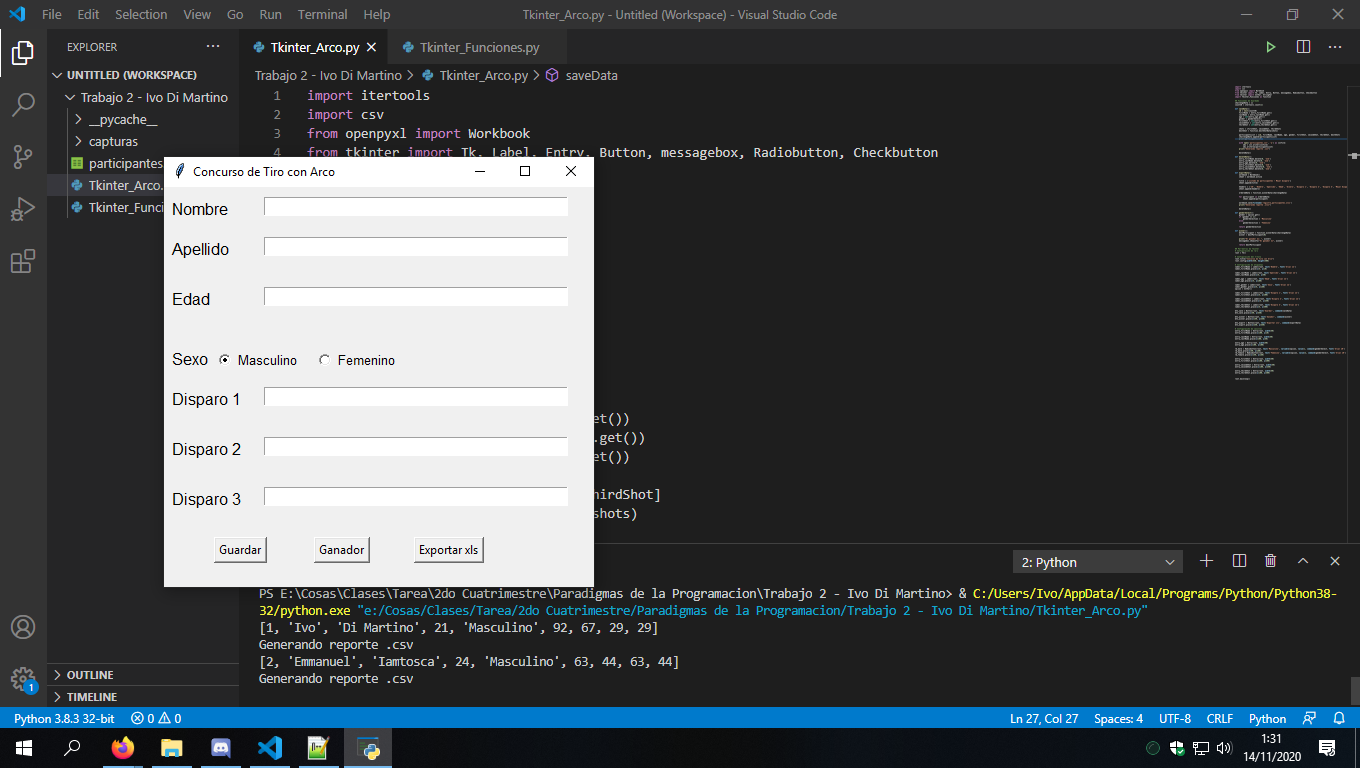 File Edit Selection View Go Run Terminal Help
Tkinter_Arco.py - Untitled (Workspace) - Visual Studio Code
EXPLORER
UNTITLED (WORKSPACE)
Trabajo 2 - Ivo Di Martino
__pycache__
capturas
participantes
Tkinter_Arco.
Tkinter_Funci
OUTLINE
TIMELINE
Tkinter_Arco.py Tkinter_Funciones.py
Trabajo 2 - Ivo Di Martino > Tkinter_Arco.py > saveData
1 import itertools
2 import csv
3 from openpyxl import Workbook
4 from tkinter import Tk, Label, Entry, Button, messagebox, Radiobutton, Checkbutton
et())
.get())
et())
hirdShot]
shots)
Concurso de Tiro con Arco
Nombre
Apellido
Edad
Sexo Masculino Femenino
Disparo 1
Disparo 2
Disparo 3
Guardar Ganador Exportar xls
2: Python
PS E:\Cosas\Clases\Tarea\2do Cuatrimestre\Paradigmas de la Programacion\Trabajo 2 - Ivo Di Martino> & C:/Users/Ivo/AppData/Local/Programs/Python/Python38-
32/python.exe "e:/Cosas/Clases/Tarea/2do Cuatrimestre/Paradigmas de la Programacion/Trabajo 2 - Ivo Di Martino/Tkinter_Arco.py"
[1, 'Ivo', 'Di Martino', 21, 'Masculino', 92, 67, 29, 29]
Generando reporte .csv
[2, 'Emmanuel', 'Iamtosca', 24, 'Masculino', 63, 44, 63, 44]
Generando reporte .csv
1
Python 3.8.3 32-bit 0 0 Ln 27, Col 27 Spaces: 4 UTF-8 CRLF Python
1:31
14/11/2020